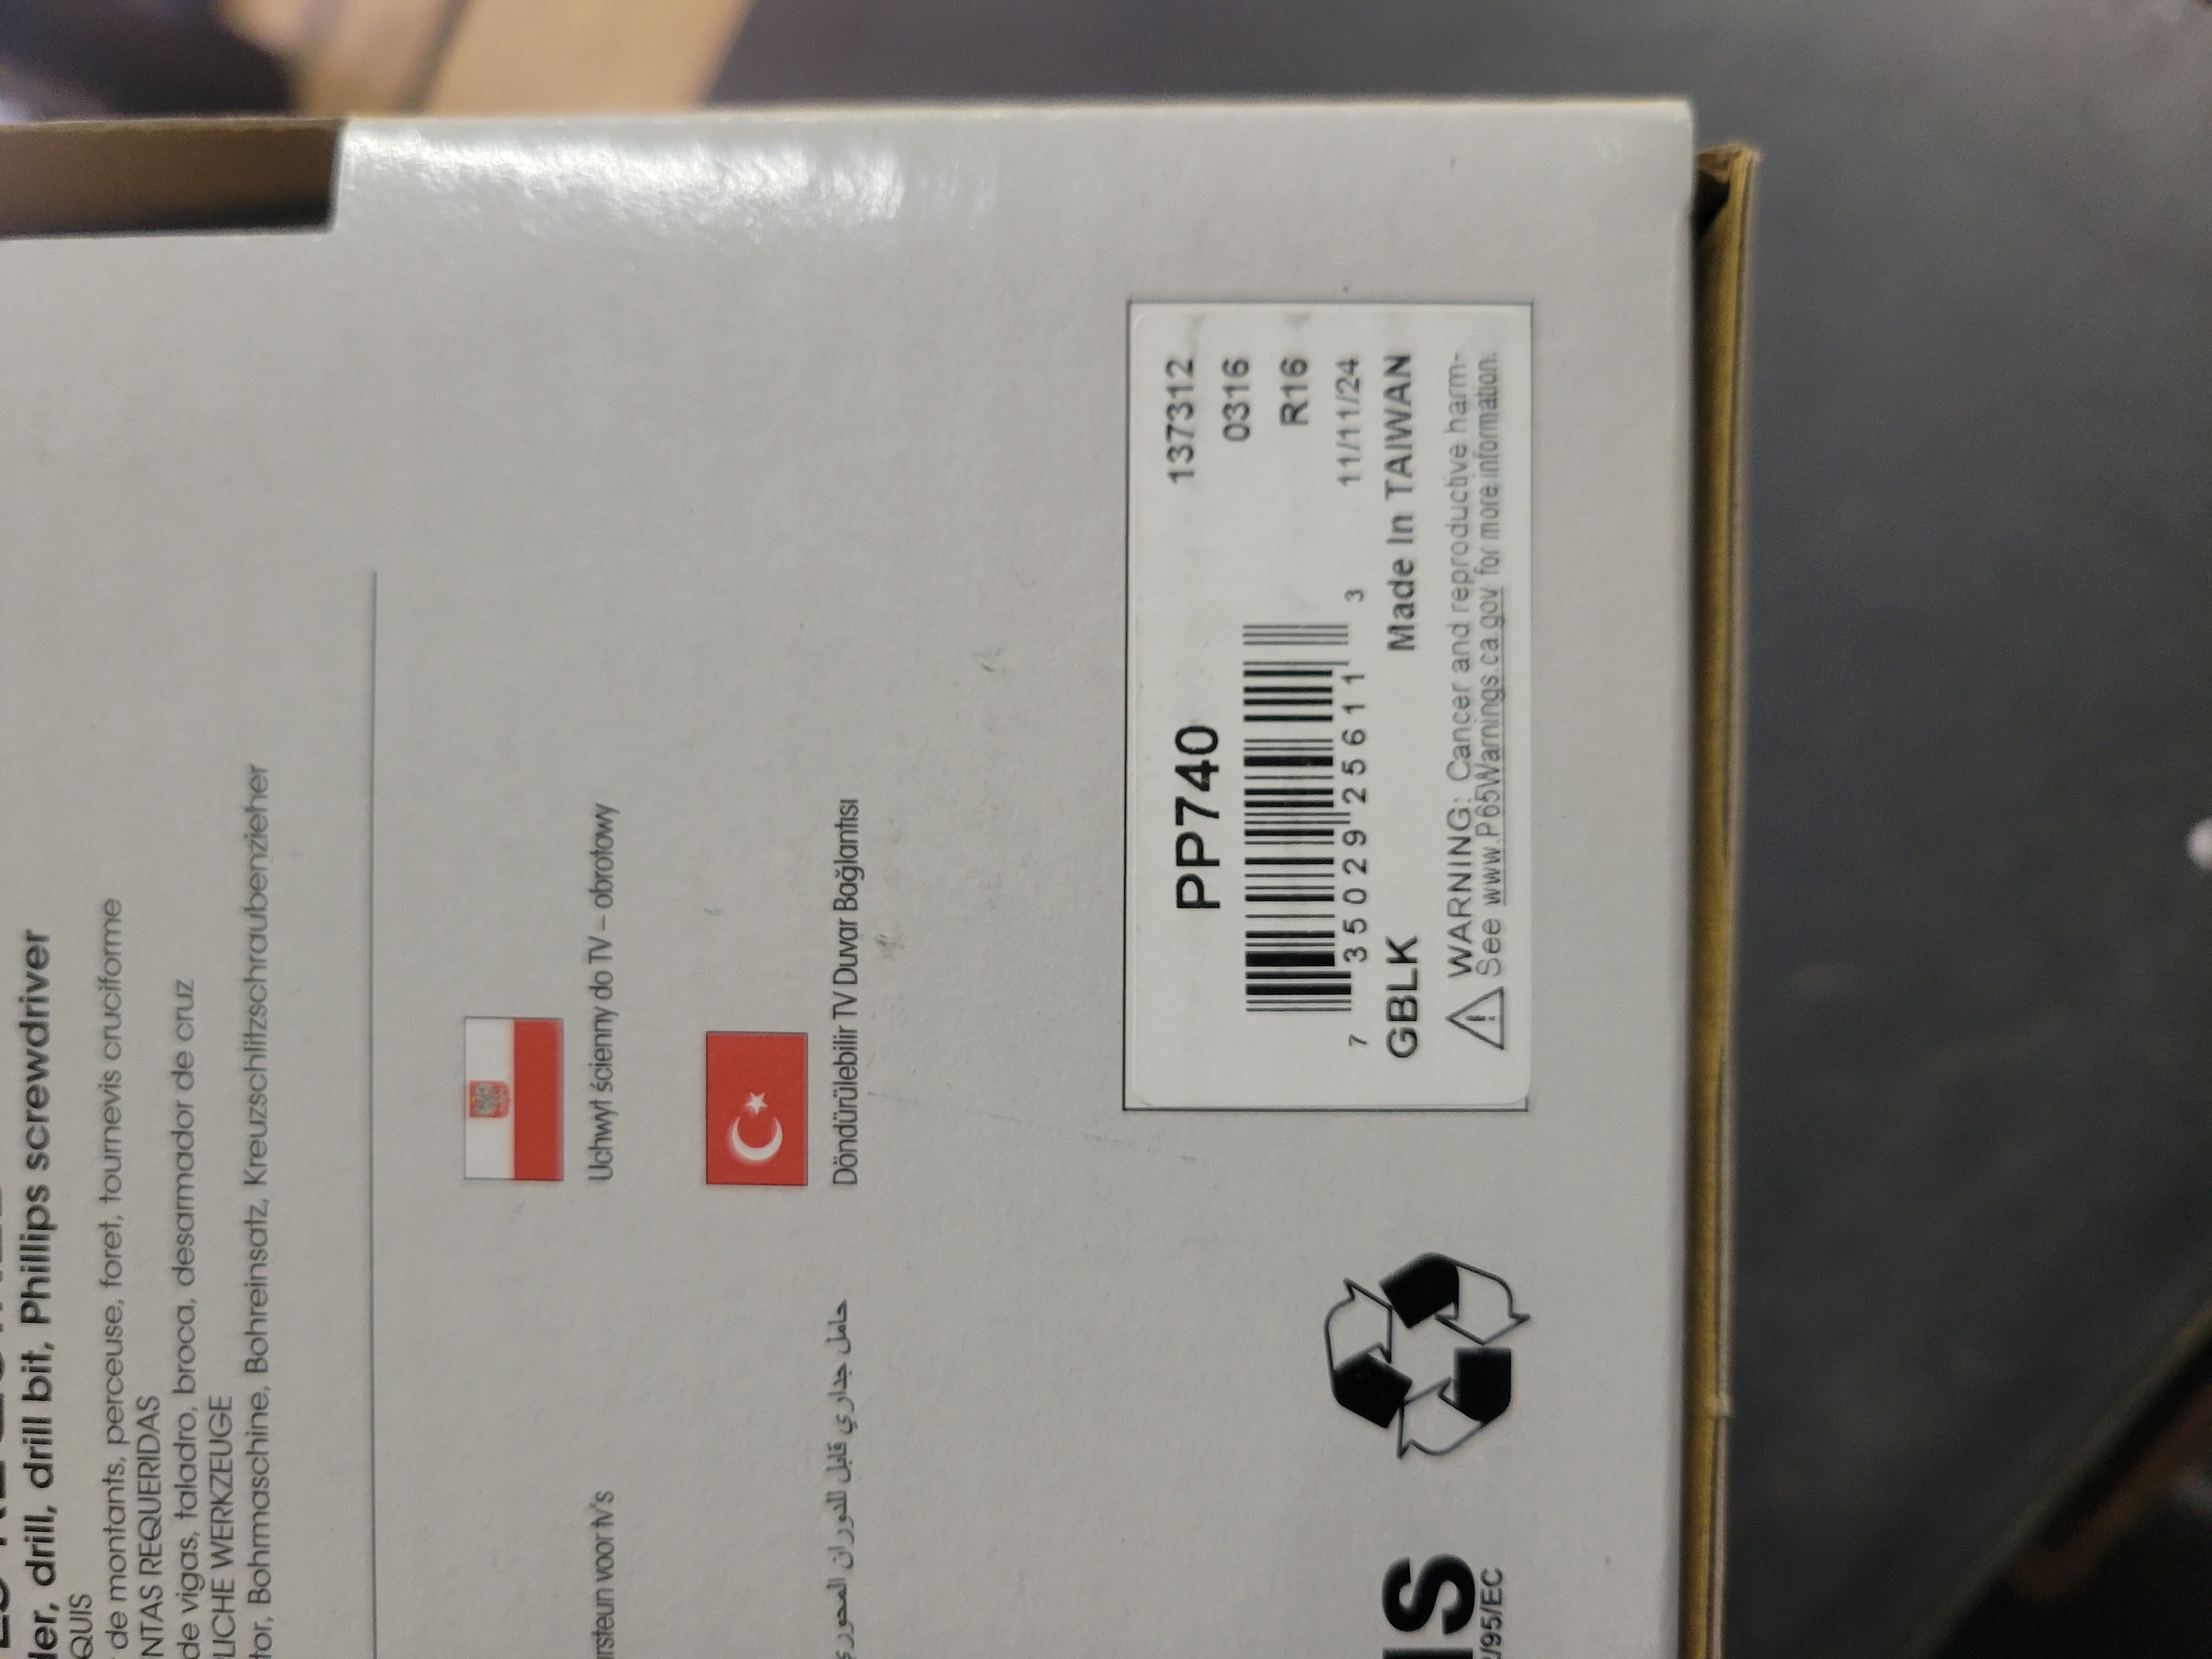 der, drill, drill bit, Phillips screwdriver
QUIS
de montants, perceuse, foret, tournevis cruciforme
NTAS REQUERIDAS
de vigas, taladro, broca, desarmador de cruz
LICHE WERKZEUGE
tor, Bohrmaschine, Bohreinsatz, Kreuzschlitzschraubenzieher
rsteun voor tv's
Uchwyt ścienny do TV – obrotowy
حامل جداري قابل للدوران المحوري
Döndürülebilir TV Duvar Bağlantısı
PP740
137312
0316
R16
7 35029 25611 3
11/11/24
GBLK
Made In TAIWAN
⚠ WARNING: Cancer and reproductive harm-
See www.P65Warnings.ca.gov for more information.
/95/EC